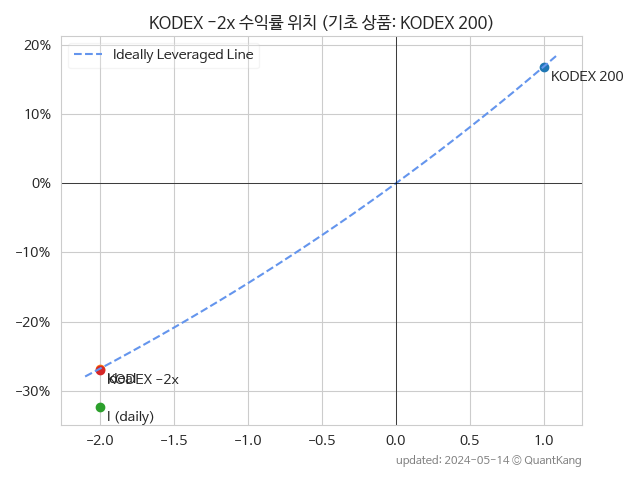 KODEX -2x 수익률 위치 (기초 상품: KODEX 200)
Ideally Leveraged Line
20%
10%
0%
-10%
-20%
-30%
KODEX 200
KODEX -2x
I (daily)
-2.0
-1.5
-1.0
-0.5
0.0
0.5
1.0
updated: 2024-05-14 © QuantKang